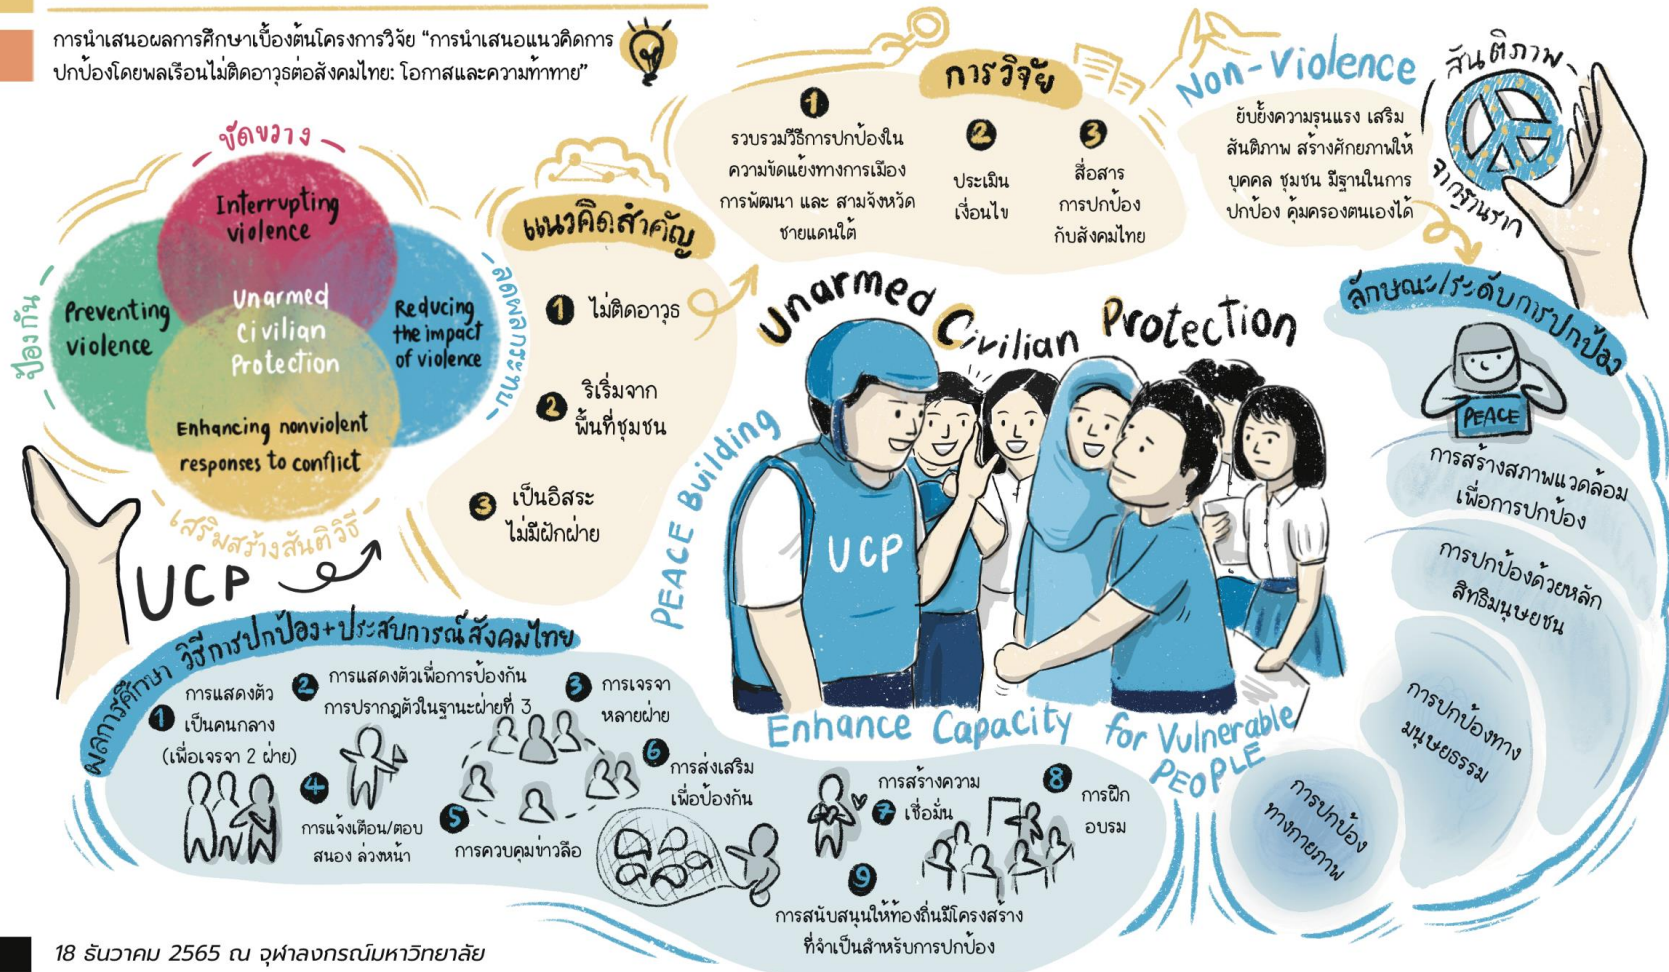 การนำเสนอผลการศึกษาเบื้องต้นโครงการวิจัย “การนำเสนอแนวคิดการ
ปกป้องโดยพลเรือนไม่ติดอาวุธต่อสังคมไทย: โอกาสและความท้าทาย”
ขัดขวาง
Interrupting
violence
ป้องกัน
Preventing
violence
Unarmed
Civilian
Protection
Reducing
the impact
of violence
ลดผลกระทบ
Enhancing nonviolent
responses to conflict
เสริมสร้างสันติวิธี
UCP
แนวคิดสำคัญ
1 ไม่ติดอาวุธ
2 ริเริ่มจาก
พื้นที่ชุมชน
3 เป็นอิสระ
ไม่มีฝักฝ่าย
การวิจัย
1
รวบรวมวิธีการปกป้องใน
ความขัดแย้งทางการเมือง
การพัฒนา และ สามจังหวัด
ชายแดนใต้
2
ประเมิน
เงื่อนไข
3
สื่อสาร
การปกป้อง
กับสังคมไทย
Non-Violence
ยับยั้งความรุนแรง เสริม
สันติภาพ สร้างศักยภาพให้
บุคคล ชุมชน มีฐานในการ
ปกป้อง คุ้มครองตนเองได้
สันติภาพ
จากฐานราก
Unarmed Civilian Protection
PEACE Building
UCP
Enhance Capacity for Vulnerable
PEOPLE
ลักษณะ/ระดับการปกป้อง
PEACE
การสร้างสภาพแวดล้อม
เพื่อการปกป้อง
การปกป้องด้วยหลัก
สิทธิมนุษยชน
การปกป้องทาง
มนุษยธรรม
การปกป้อง
ทางกายภาพ
ผลการศึกษา วิธีการปกป้อง+ประสบการณ์สังคมไทย
1 การแสดงตัว
เป็นคนกลาง
(เพื่อเจรจา 2 ฝ่าย)
2 การแสดงตัวเพื่อการป้องกัน
การปรากฎตัวในฐานะฝ่ายที่ 3
3 การเจรจา
หลายฝ่าย
4
การแจ้งเตือน/ตอบ
สนอง ล่วงหน้า
5
การควบคุมข่าวลือ
6
การส่งเสริม
เพื่อป้องกัน
การสร้างความ
7 เชื่อมั่น
8 การฝึก
อบรม
9
การสนับสนุนให้ท้องถิ่นมีโครงสร้าง
ที่จำเป็นสำหรับการปกป้อง
18 ธันวาคม 2565 ณ จุฬาลงกรณ์มหาวิทยาลัย